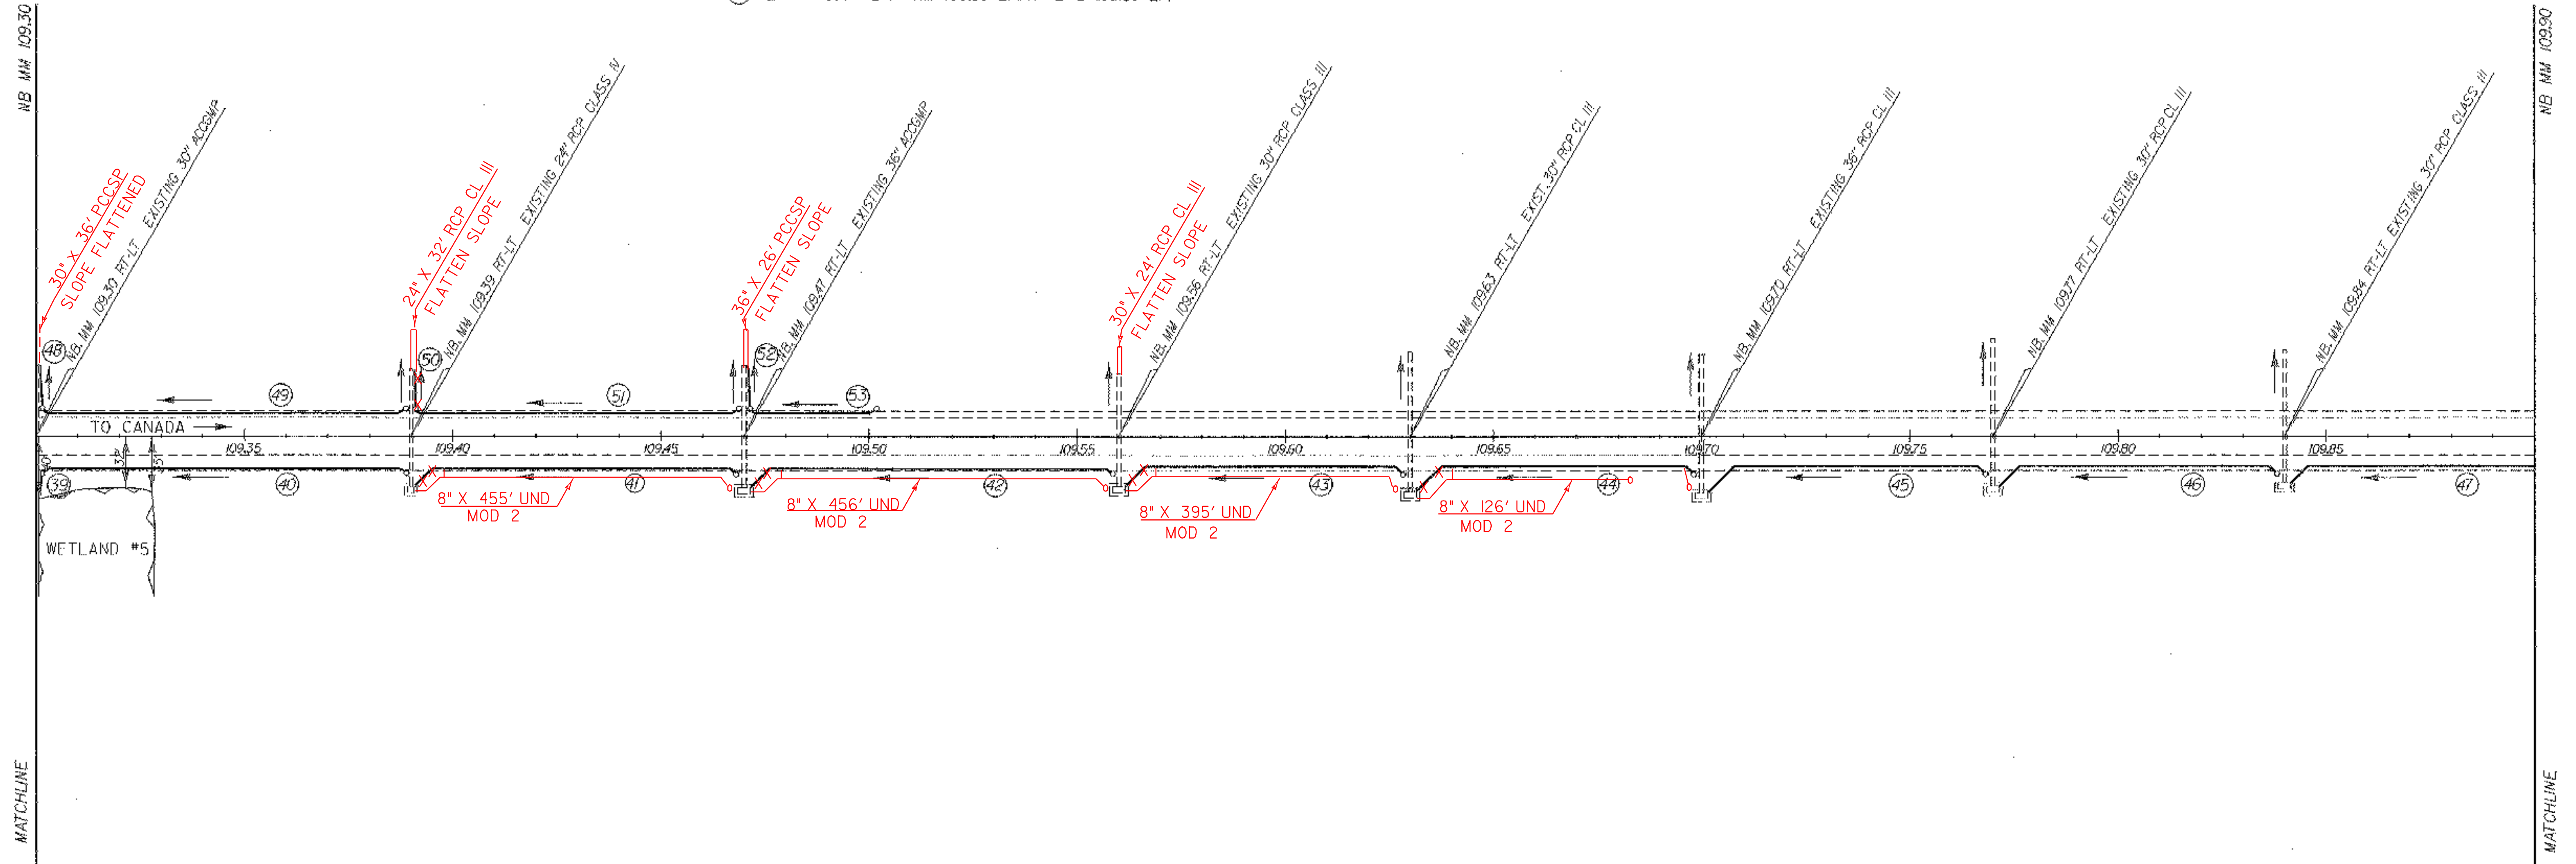 NB MM 109.30
NB MM 109.90
30" X 36' PCCSP
SLOPE FLATTENED
NB. MM 109.30 RT-LT EXISTING 30" ACCGMP
24" X 32' RCP CL III
FLATTEN SLOPE
NB. MM 109.39 RT-LT EXISTING 24" RCP CLASS IV
36" X 26' PCCSP
FLATTEN SLOPE
NB. MM 109.47 RT-LT EXISTING 36" ACCGMP
30" X 24' RCP CL III
FLATTEN SLOPE
NB. MM 109.56 RT-LT EXISTING 30" RCP CLASS III
NB. MM 109.63 RT-LT EXIST. 30" RCP CL III
NB. MM 109.70 RT-LT EXISTING 36" RCP CL III
NB. MM 109.77 RT-LT EXISTING 30" RCP CL III
NB. MM 109.84 RT-LT EXISTING 30" RCP CLASS III
48
50
52
49
51
53
TO CANADA
109.35
109.40
109.45
109.50
109.55
109.60
109.65
109.70
109.75
109.80
109.85
32'
39
40
41
42
43
44
45
46
47
8" X 455' UND
MOD 2
8" X 456' UND
MOD 2
8" X 395' UND
MOD 2
8" X 126' UND
MOD 2
WETLAND #5
MATCHLINE
MATCHLINE